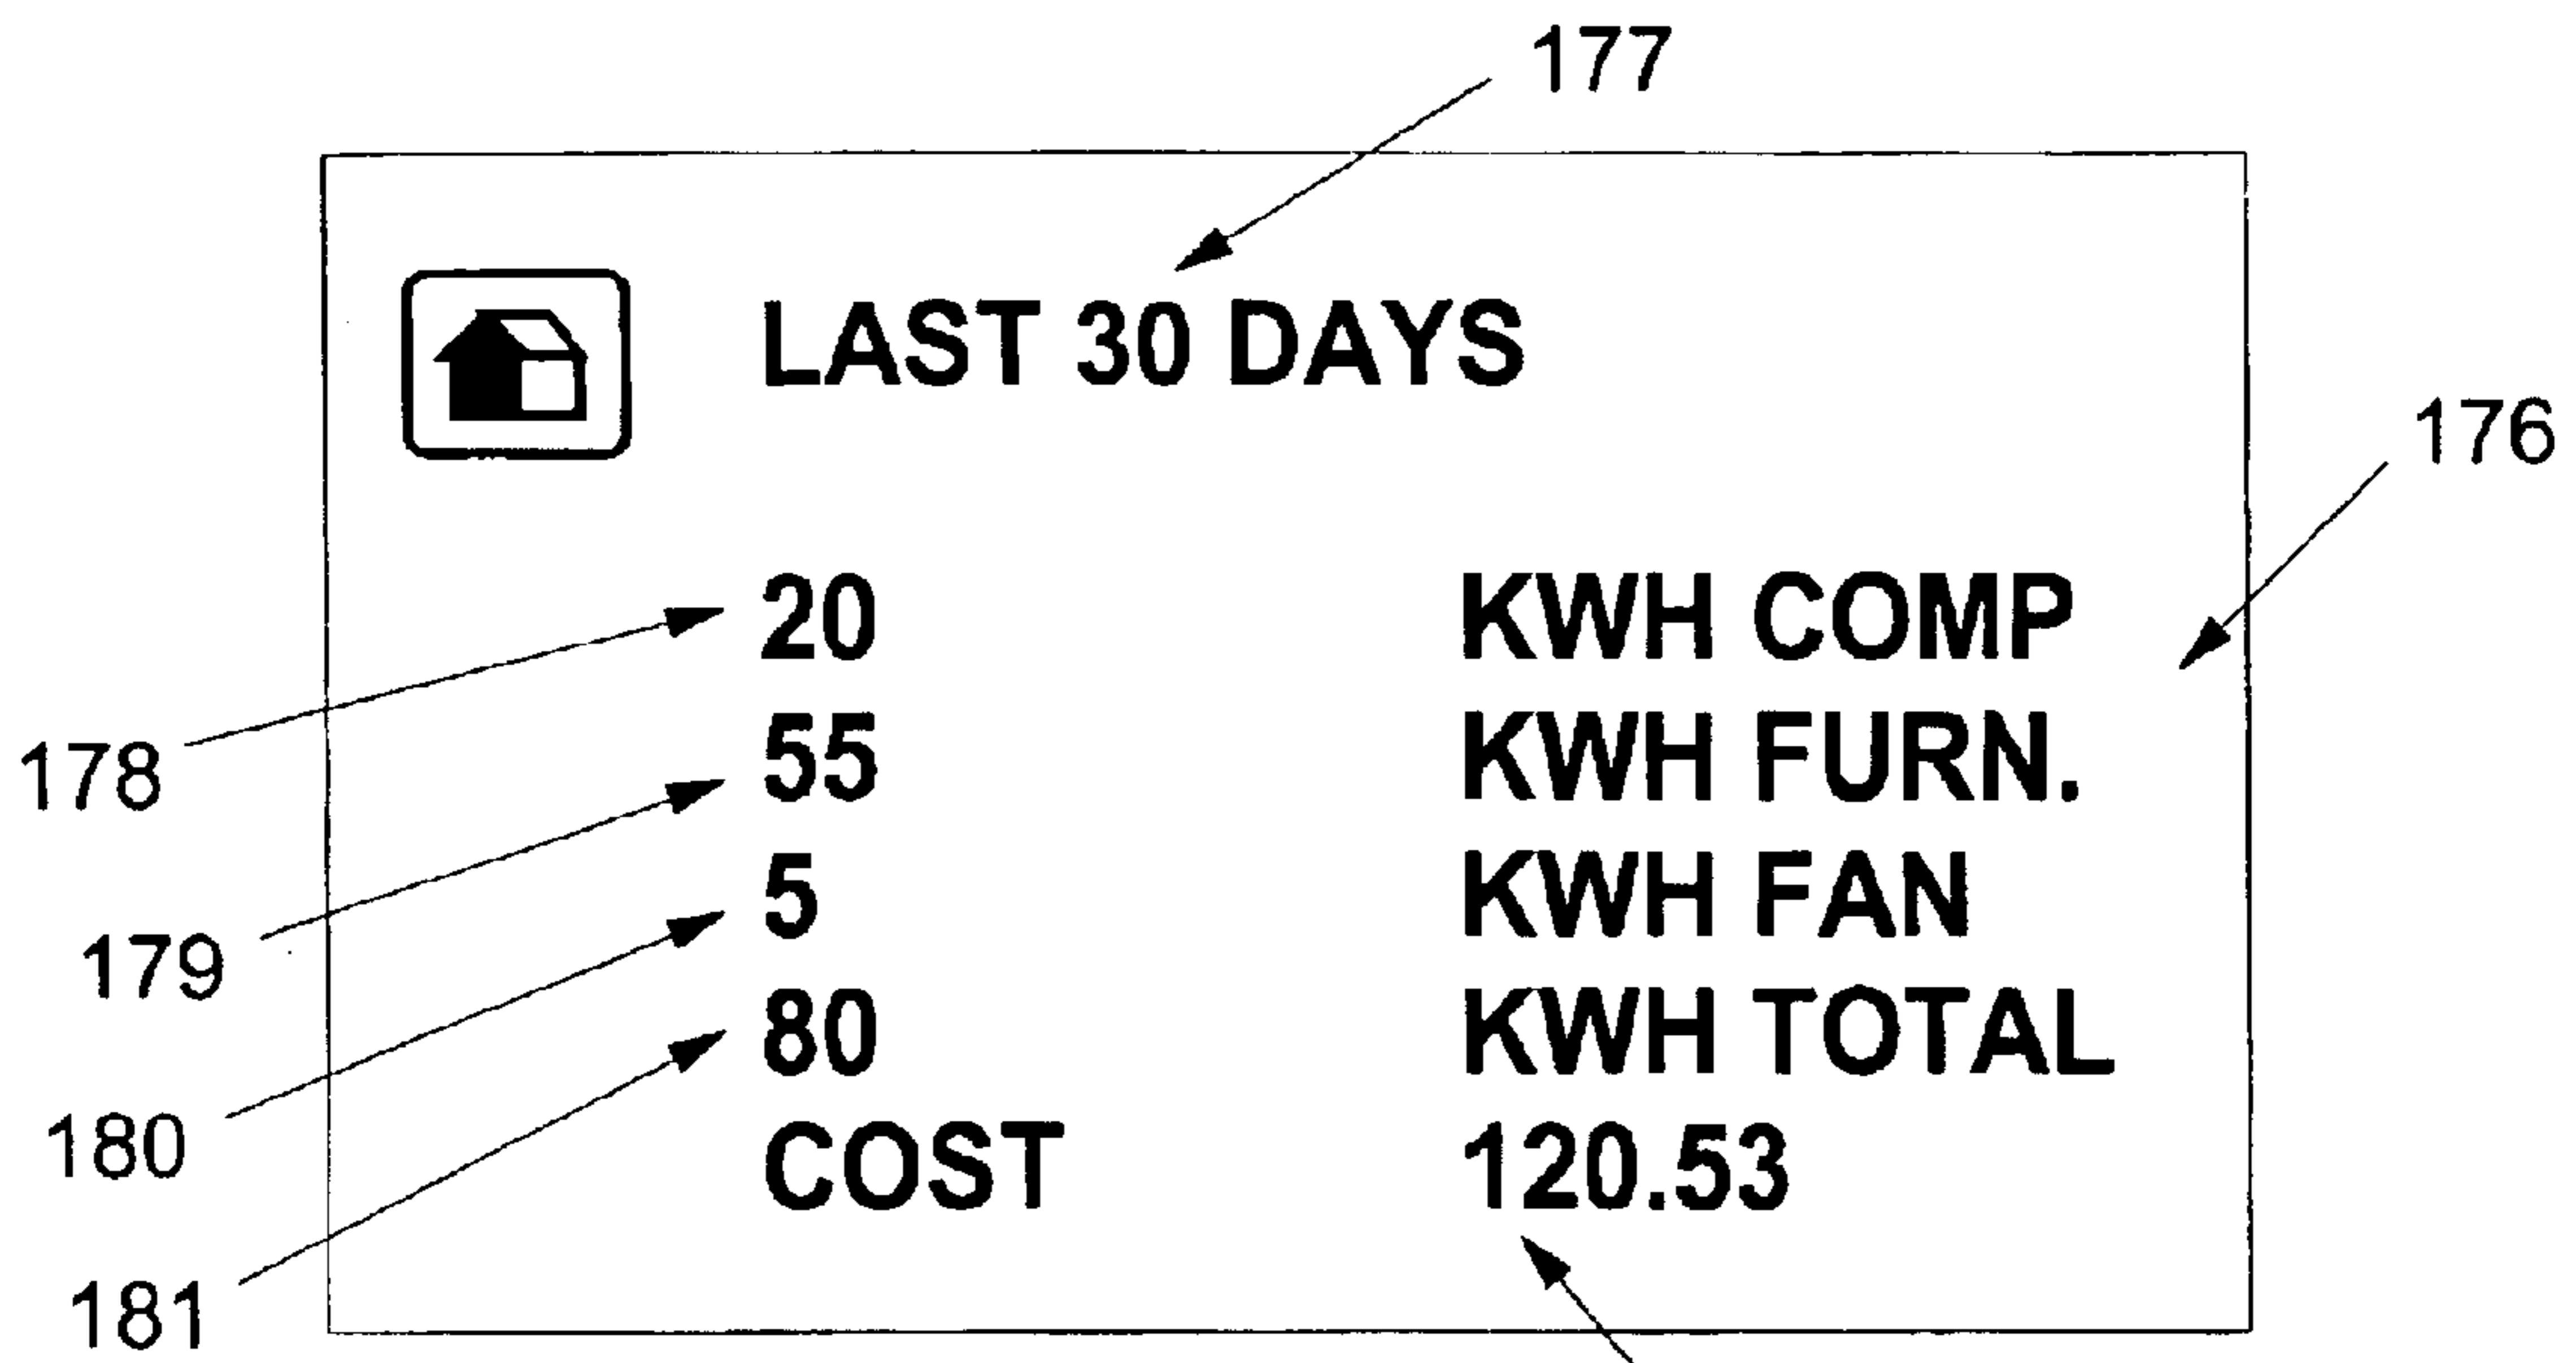 177
LAST 30 DAYS
176
20 KWH COMP
178
55 KWH FURN.
179
5 KWH FAN
180
80 KWH TOTAL
COST 120.53
181